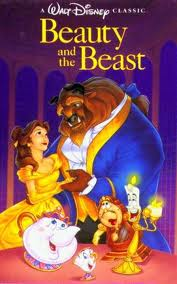 A WALT DISNEY CLASSIC
Beauty
and the Beast